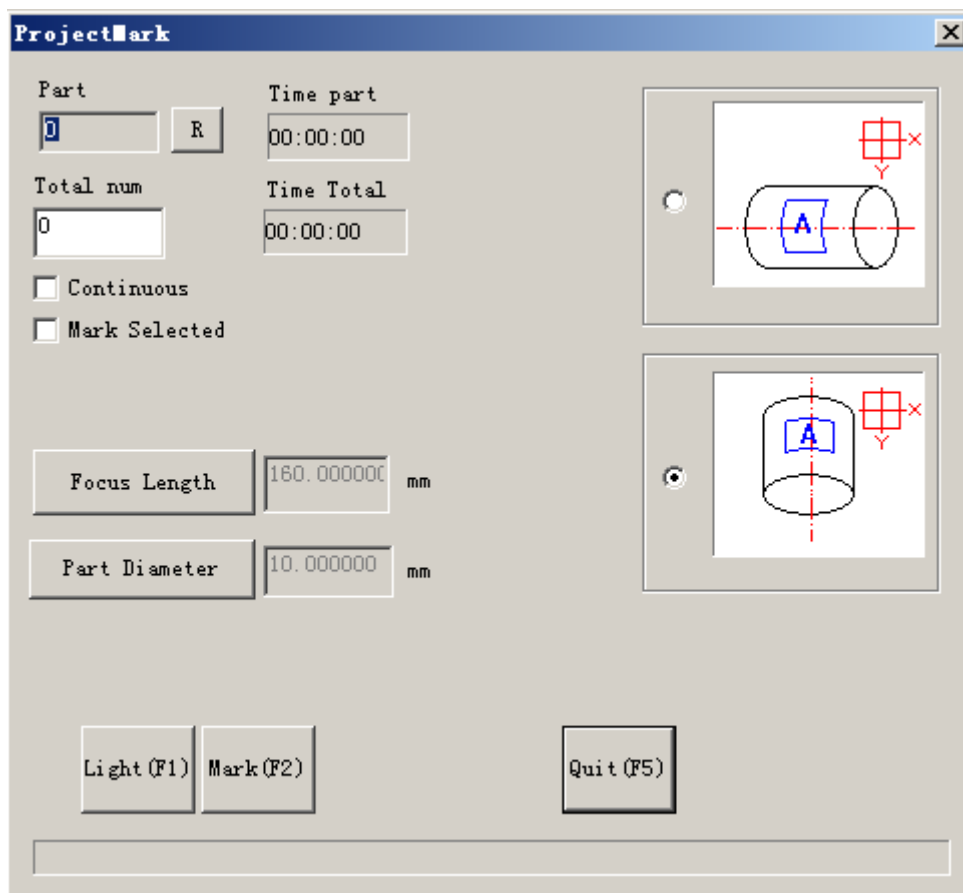 ProjectMark
Part
Time part
0
R
00:00:00
Total num
Time Total
0
00:00:00
Continuous
Mark Selected
X
Y
A
X
Y
A
Focus Length
160.000000
mm
Part Diameter
10.000000
mm
Light(F1)
Mark(F2)
Quit(F5)